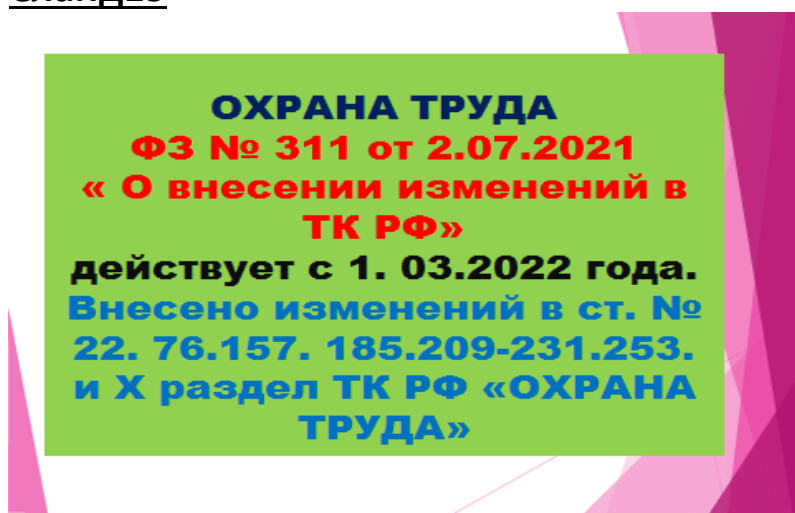 ОХРАНА ТРУДА
ФЗ № 311 от 2.07.2021
« О внесении изменений в
ТК РФ»
действует с 1. 03.2022 года.
Внесено изменений в ст. №
22. 76.157. 185.209-231.253.
и X раздел ТК РФ «ОХРАНА
ТРУДА»